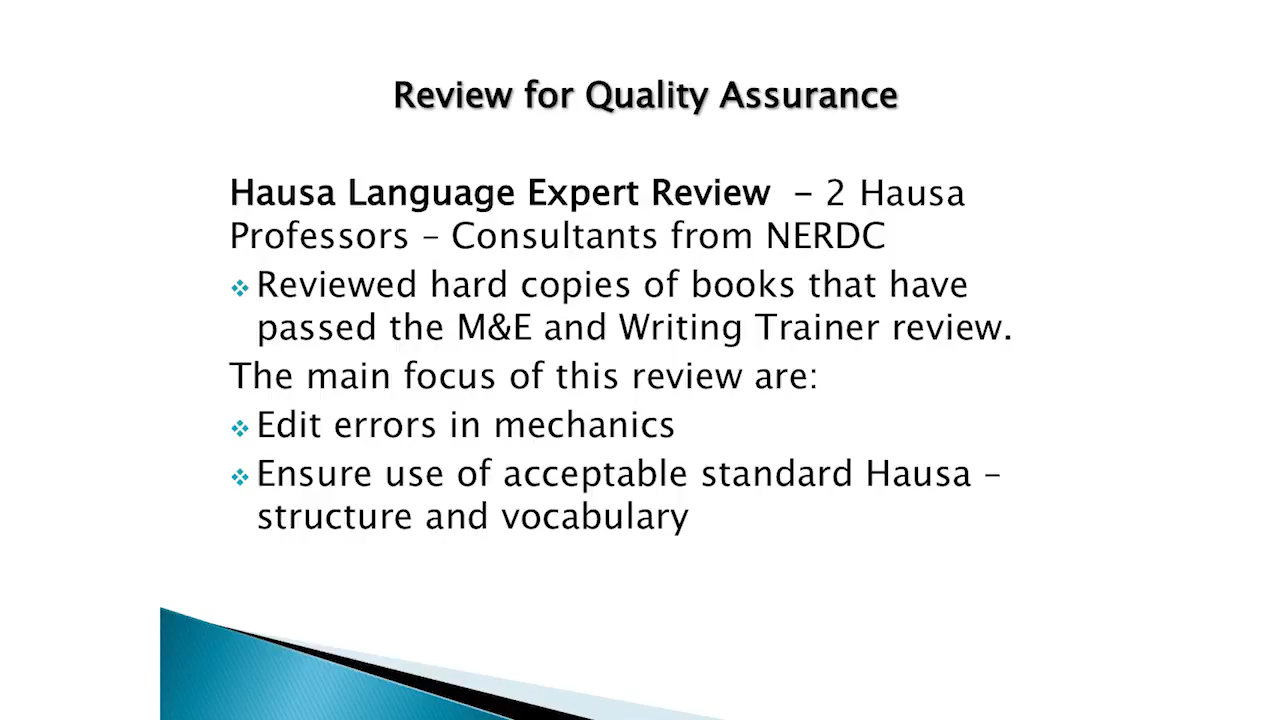 Review for Quality Assurance
Hausa Language Expert Review - 2 Hausa
Professors – Consultants from NERDC
❖ Reviewed hard copies of books that have
passed the M&E and Writing Trainer review.
The main focus of this review are:
❖ Edit errors in mechanics
❖ Ensure use of acceptable standard Hausa –
structure and vocabulary